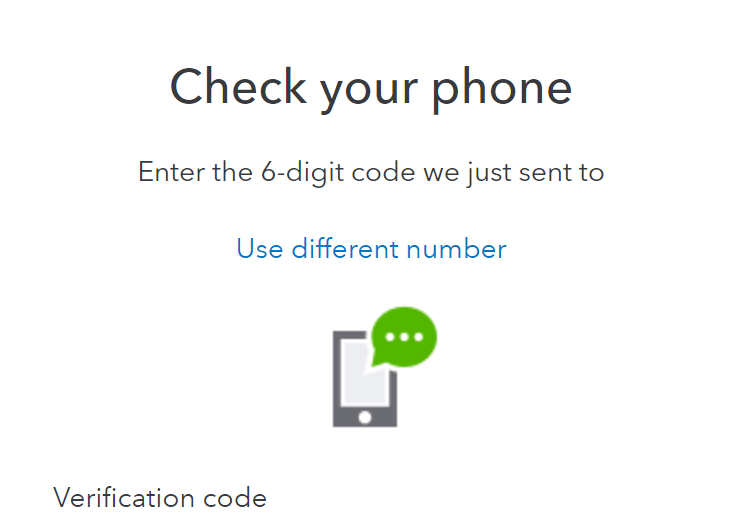 Check your phone
Enter the 6-digit code we just sent to
Use different number
Verification code